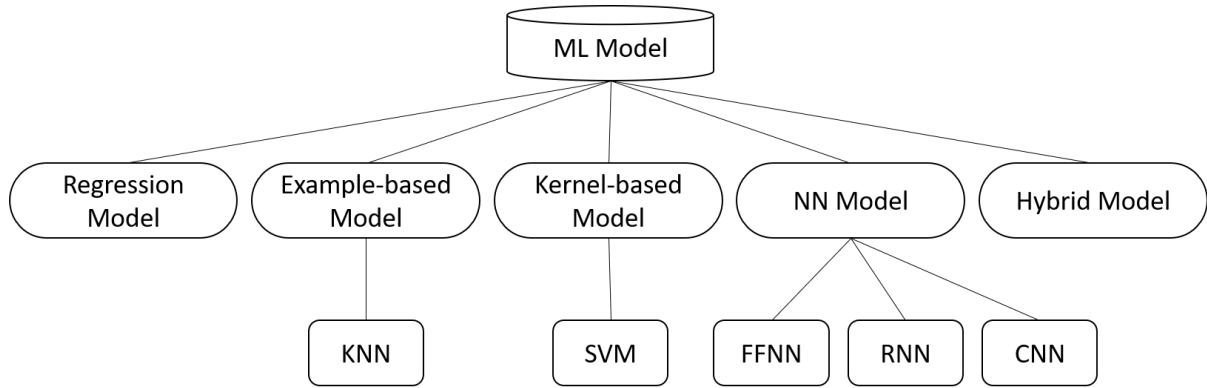 ML Model
Regression
Model
Example-based
Model
Kernel-based
Model
NN Model
Hybrid Model
KNN
SVM
FFNN
RNN
CNN